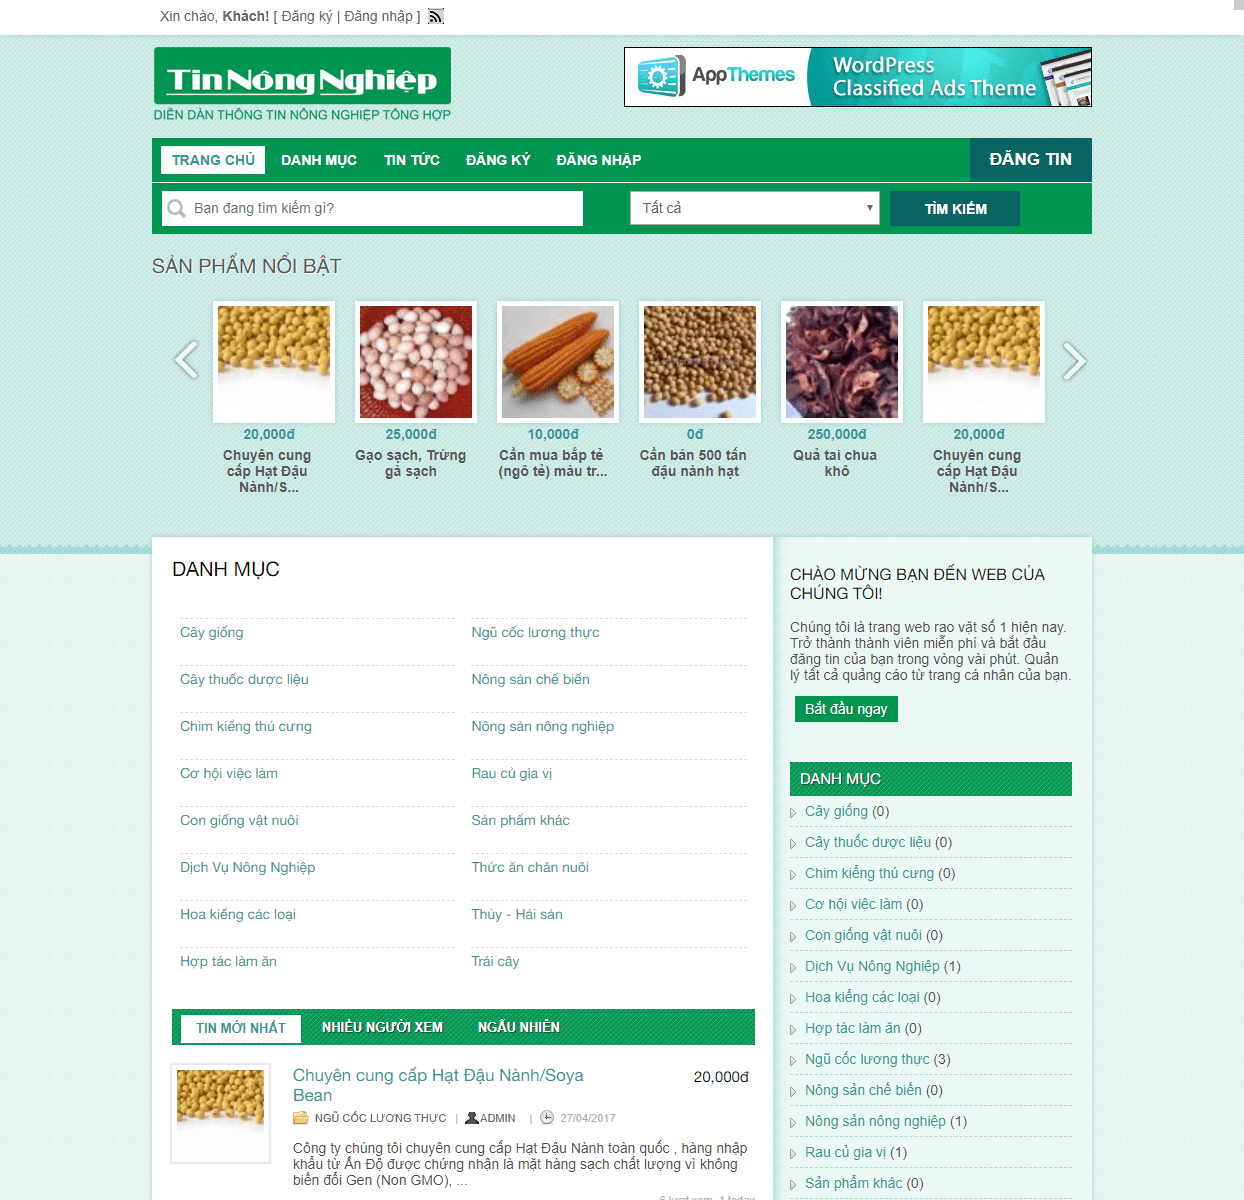 Xin chào, Khách! [ Đăng ký | Đăng nhập ]
Tin Nông Nghiệp
DIỄN DÀN THÔNG TIN NÔNG NGHIỆP TỔNG HỢP
AppThemes
WordPress
Classified Ads Theme
TRANG CHỦ DANH MỤC TIN TỨC ĐĂNG KÝ ĐĂNG NHẬP ĐĂNG TIN
Bạn đang tìm kiếm gì? Tất cả TÌM KIẾM
SẢN PHẨM NỔI BẬT
20,000đ
Chuyên cung
cấp Hạt Đậu
Nành/S...
25,000đ
Gạo sạch, Trứng
gà sạch
10,000đ
Cần mua bắp tẻ
(ngô tẻ) màu tr...
0đ
Cần bán 500 tấn
đậu nành hạt
250,000đ
Quả tai chua
khô
20,000đ
Chuyên cung
cấp Hạt Đậu
Nành/S...
DANH MỤC
Cây giống
Cây thuốc dược liệu
Chim kiểng thú cưng
Cơ hội việc làm
Con giống vật nuôi
Dịch Vụ Nông Nghiệp
Hoa kiểng các loại
Hợp tác làm ăn
Ngũ cốc lương thực
Nông sản chế biến
Nông sản nông nghiệp
Rau củ gia vị
Sản phẩm khác
Thức ăn chăn nuôi
Thủy - Hải sản
Trái cây
TIN MỚI NHẤT NHIỀU NGƯỜI XEM NGẪU NHIÊN
Chuyên cung cấp Hạt Đậu Nành/Soya
Bean
20,000đ
NGŨ CỐC LƯƠNG THỰC | ADMIN | 27/04/2017
Công ty chúng tôi chuyên cung cấp Hạt Đậu Nành toàn quốc , hàng nhập
khẩu từ Ấn Độ được chứng nhận là mặt hàng sạch chất lượng vì không
biến đổi Gen (Non GMO), ...
CHÀO MỪNG BẠN ĐẾN WEB CỦA
CHÚNG TÔI!
Chúng tôi là trang web rao vặt số 1 hiện nay.
Trở thành thành viên miễn phí và bắt đầu
đăng tin của bạn trong vòng vài phút. Quản
lý tất cả quảng cáo từ trang cá nhân của bạn.
Bắt đầu ngay
DANH MỤC
Cây giống (0)
Cây thuốc dược liệu (0)
Chim kiểng thú cưng (0)
Cơ hội việc làm (0)
Con giống vật nuôi (0)
Dịch Vụ Nông Nghiệp (1)
Hoa kiểng các loại (0)
Hợp tác làm ăn (0)
Ngũ cốc lương thực (3)
Nông sản chế biến (0)
Nông sản nông nghiệp (1)
Rau củ gia vị (1)
Sản phẩm khác (0)